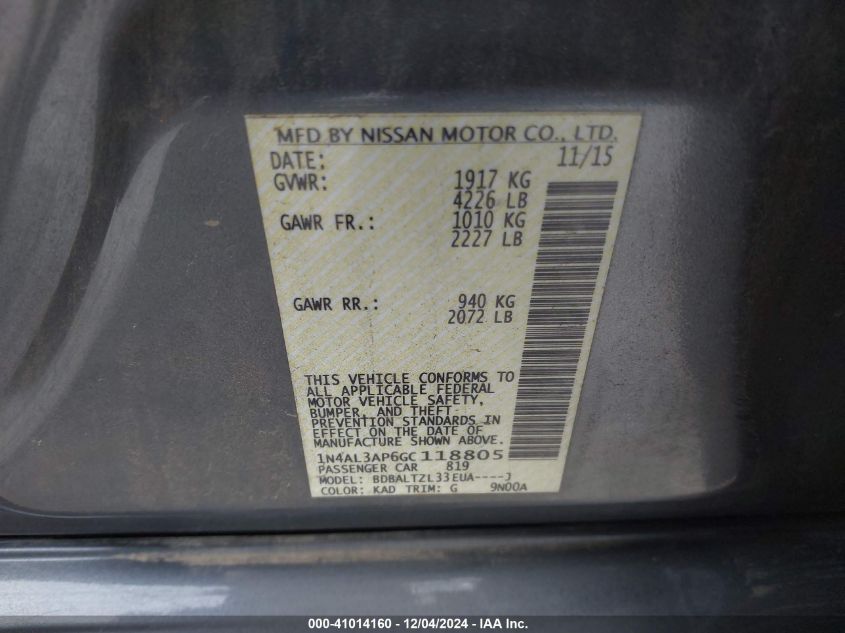 MFD BY NISSAN MOTOR CO., LTD.
DATE: 11/15
GVWR: 1917 KG
4226 LB
GAWR FR.: 1010 KG
2227 LB
GAWR RR.: 940 KG
2072 LB
THIS VEHICLE CONFORMS TO
ALL APPLICABLE FEDERAL
MOTOR VEHICLE SAFETY,
BUMPER, AND THEFT
PREVENTION STANDARDS IN
EFFECT ON THE DATE OF
MANUFACTURE SHOWN ABOVE.
1N4AL3AP6GC118805
PASSENGER CAR 819
MODEL: BDBALTZL33EUA----J
COLOR: KAD TRIM: G 9N00A
000-41014160 - 12/04/2024 - IAA Inc.